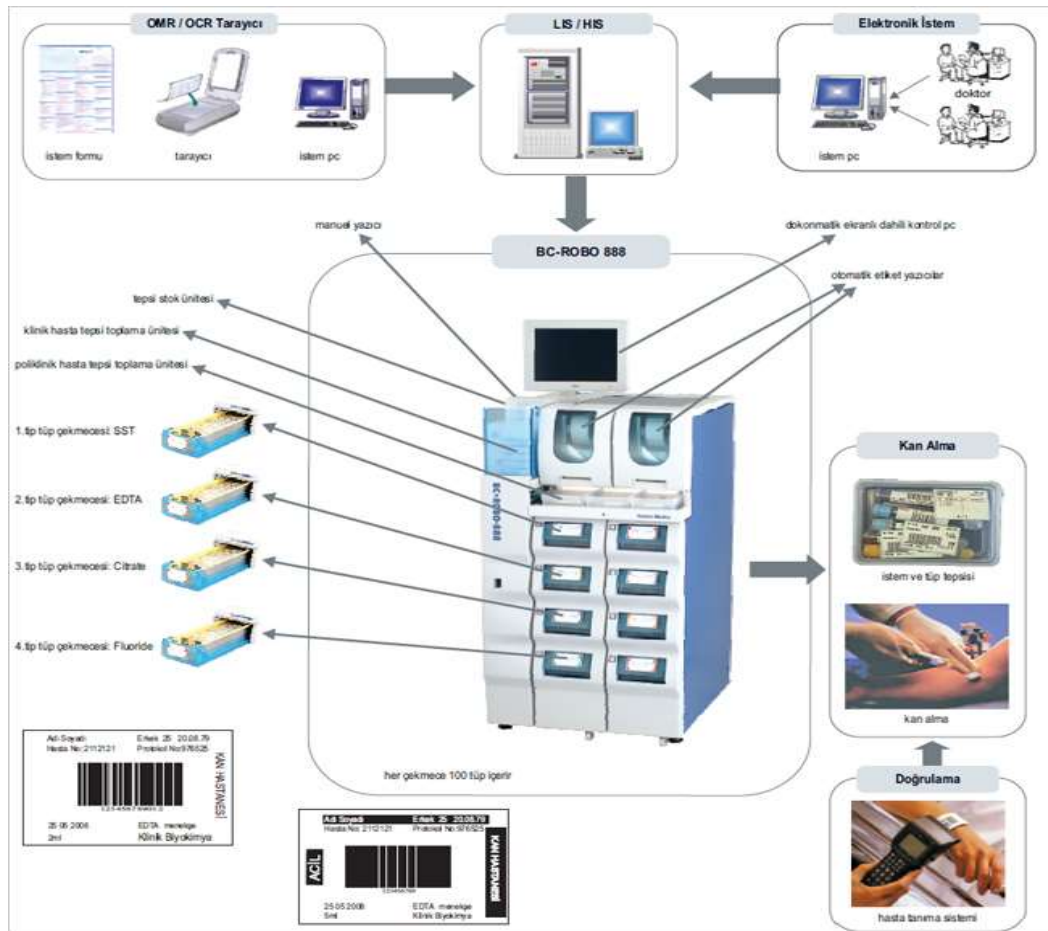 OMR / OCR Tarayıcı
istem formu
tarayıcı
istem pc
LIS / HIS
Elektronik İstem
doktor
istem pc
BC-ROBO 888
manuel yazıcı
dokonmatik ekranlı dahili kontrol pc
otomatik etiket yazıcılar
tepsi stok ünitesi
klinik hasta tepsi toplama ünitesi
poliklinik hasta tepsi toplama ünitesi
1.tip tüp çekmecesi: SST
2.tip tüp çekmecesi: EDTA
3.tip tüp çekmecesi: Citrate
4.tip tüp çekmecesi: Fluoride
BC-ROBO-888
her çekmece 100 tüp içerir
Kan Alma
istem ve tüp tepsisi
kan alma
Doğrulama
hasta tanıma sistemi
Adı Soyadı Erkek 25 20.08.79
Hasta No:2112121 Protokol No:976525
KAN HASTANESİ
25 05 2008 EDTA menekşe
2ml Klinik Biyokimya
Adı Soyadı Erkek 25 20.08.79
Hasta No: 2112121 Protokol No:976525
ACİL
KAN HASTANESİ
123456789
25 05 2008 EDTA menekşe
5ml Klinik Biyokimya